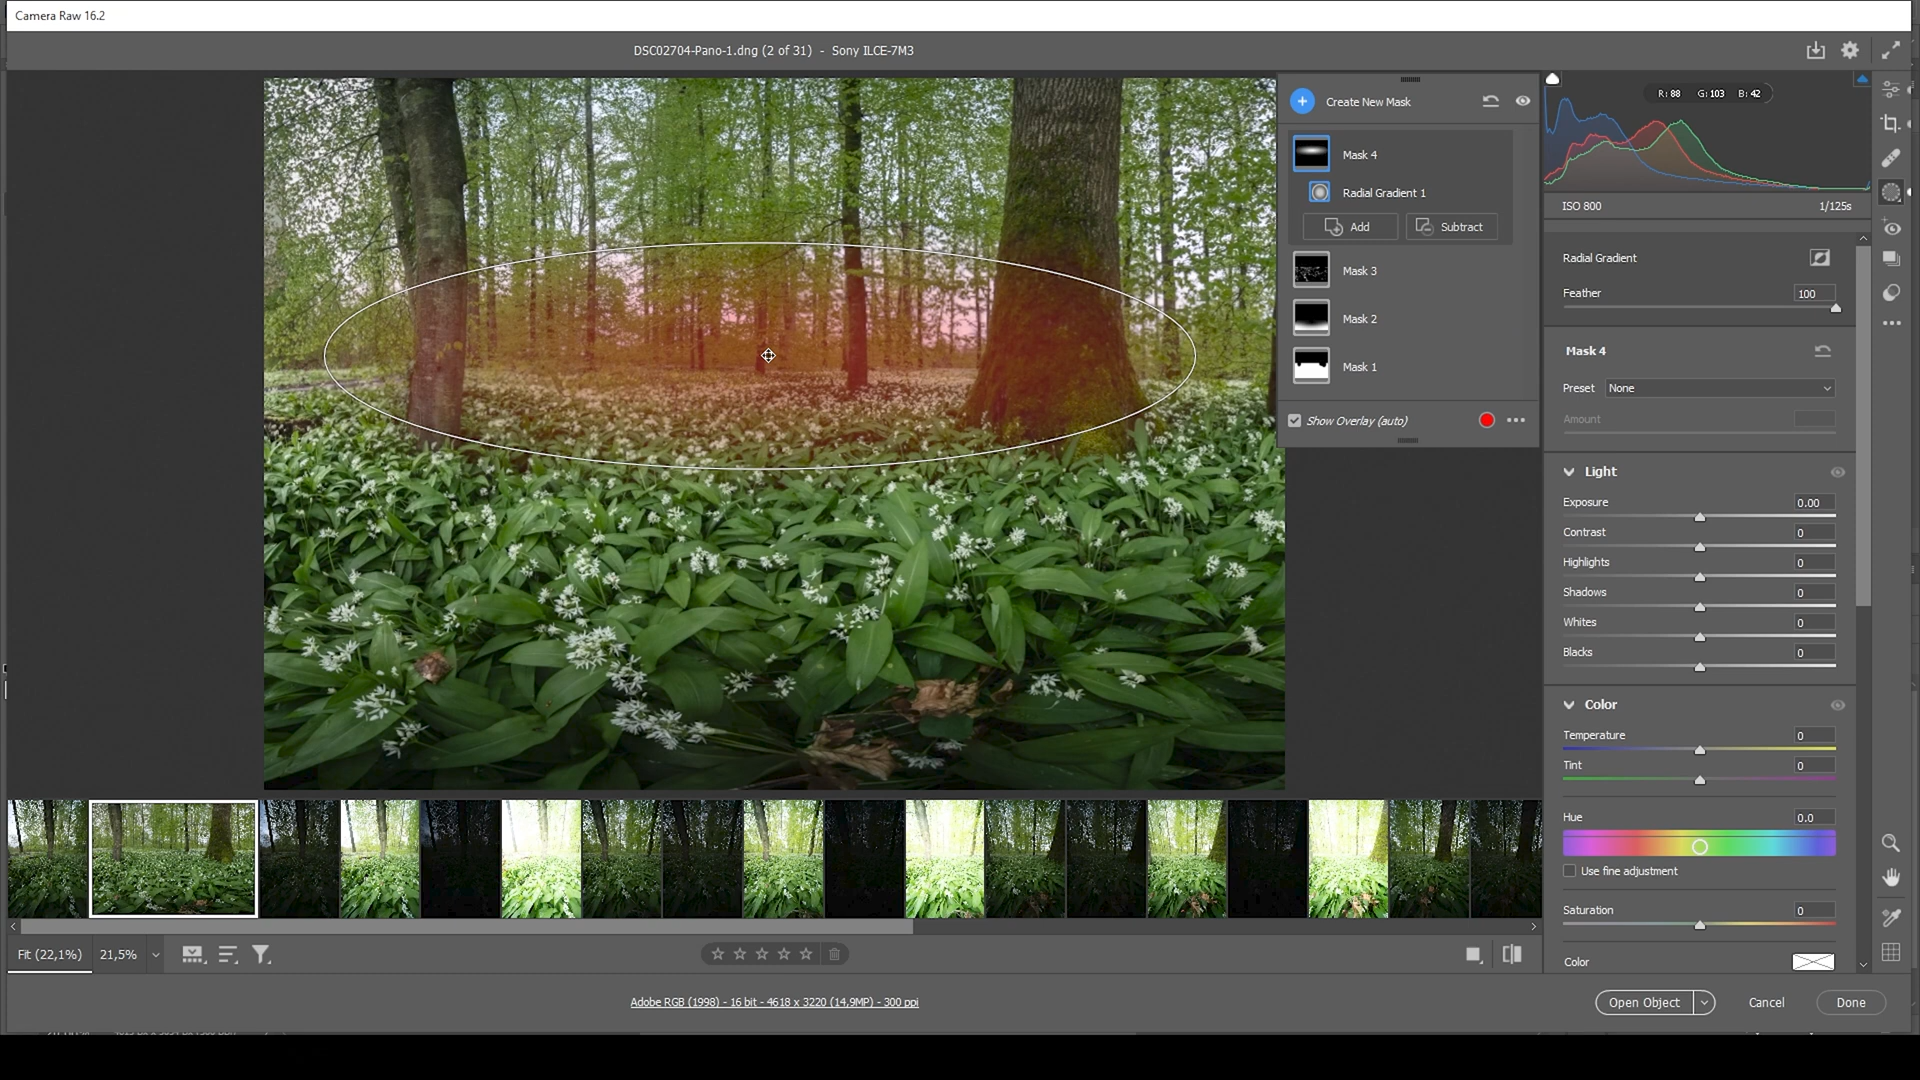 Camera Raw 16.2
DSC02704-Pano-1.dng (2 of 31) - Sony ILCE-7M3
R: 88 G: 103 B: 42
ISO 800 1/125s
Create New Mask
Mask 4
Radial Gradient 1
Add Subtract
Mask 3
Mask 2
Mask 1
Show Overlay (auto)
Radial Gradient
Feather 100
Mask 4
Preset None
Amount
Light
Exposure 0.00
Contrast 0
Highlights 0
Shadows 0
Whites 0
Blacks 0
Color
Temperature 0
Tint 0
Hue 0.0
Use fine adjustment
Saturation 0
Color
Fit (22,1%) 21,5%
Adobe RGB (1998) - 16 bit - 4618 x 3220 (14,9MP) - 300 ppi
Open Object Cancel Done